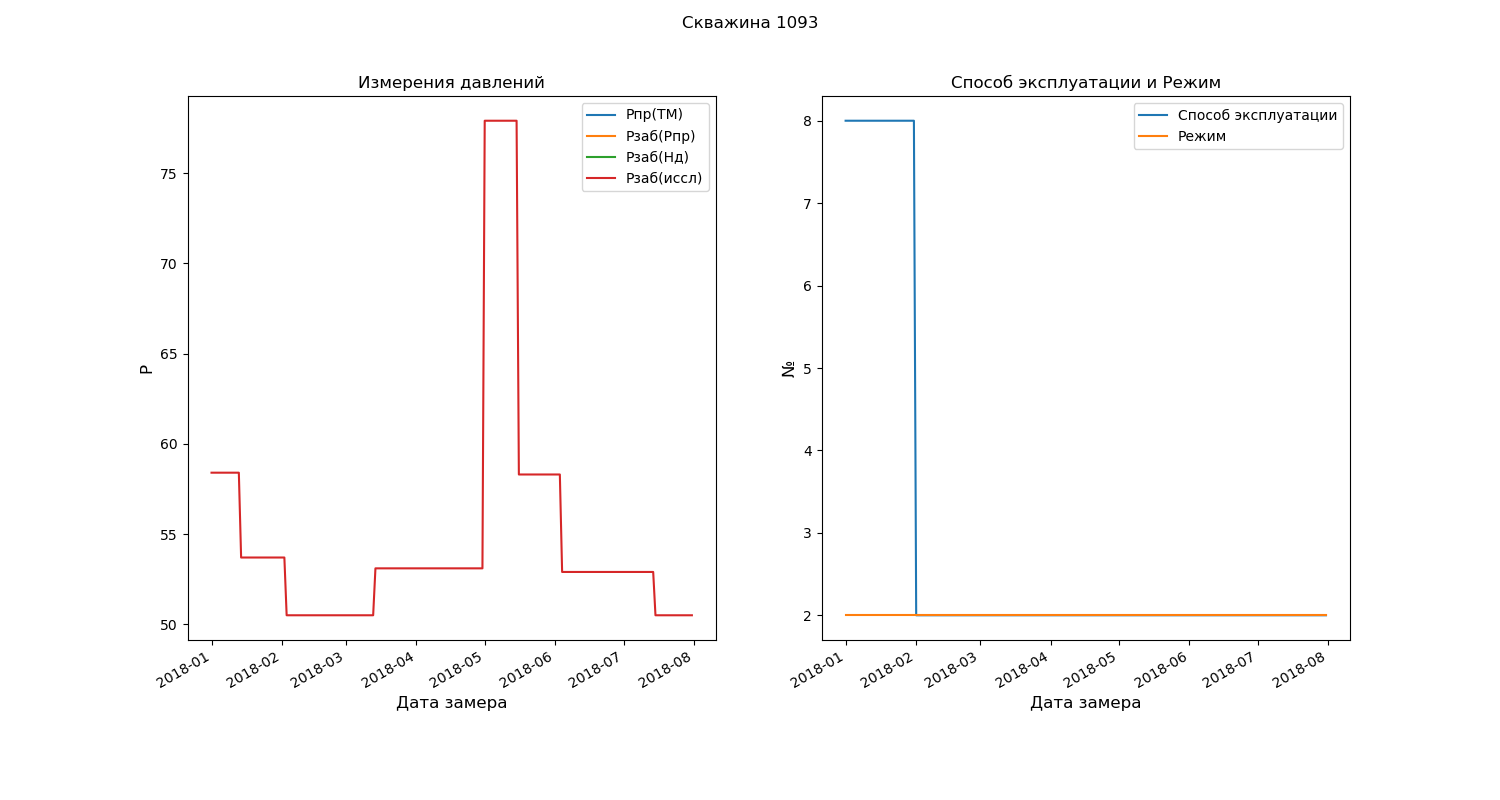 Скважина 1093
Измерения давлений
Рпр(ТМ)
Рзаб(Рпр)
Рзаб(Нд)
Рзаб(иссл)
75
70
65
60
55
50
Р
2018-01
2018-02
2018-03
2018-04
2018-05
2018-06
2018-07
2018-08
Дата замера
Способ эксплуатации и Режим
Способ эксплуатации
Режим
8
7
6
5
4
3
2
№
2018-01
2018-02
2018-03
2018-04
2018-05
2018-06
2018-07
2018-08
Дата замера